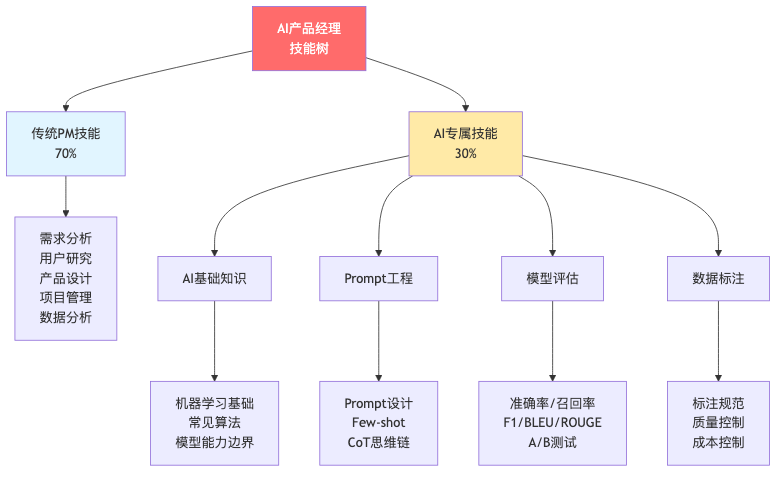 AI产品经理
技能树
传统PM技能
70%
AI专属技能
30%
需求分析
用户研究
产品设计
项目管理
数据分析
AI基础知识
Prompt工程
模型评估
数据标注
机器学习基础
常见算法
模型能力边界
Prompt设计
Few-shot
CoT思维链
准确率/召回率
F1/BLEU/ROUGE
A/B测试
标注规范
质量控制
成本控制